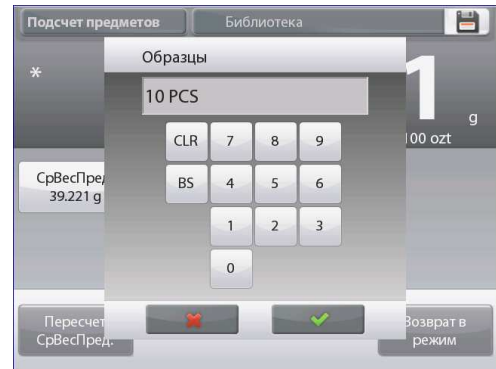 Подсчет предметов
Библиотека
*
Образцы
1
g
10 PCS
100 ozt
CLR 7 8 9
СрВесПред
39.221 g
BS 4 5 6
1 2 3
0
Пересчет
СрВесПред.
Возврат в
режим